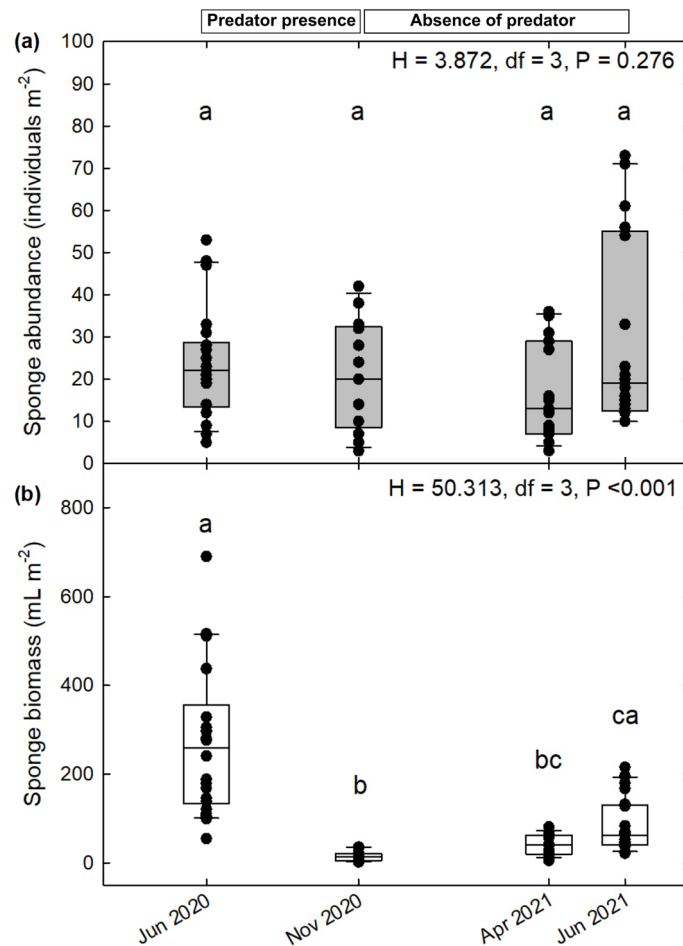 Predator presence Absence of predator
(a)
H = 3.872, df = 3, P = 0.276
a a a a
Sponge abundance (individuals m⁻²)
100
90
80
70
60
50
40
30
20
10
0
(b)
H = 50.313, df = 3, P <0.001
a
b
bc
ca
Sponge biomass (mL m⁻²)
800
600
400
200
0
Jun 2020 Nov 2020 Apr 2021 Jun 2021